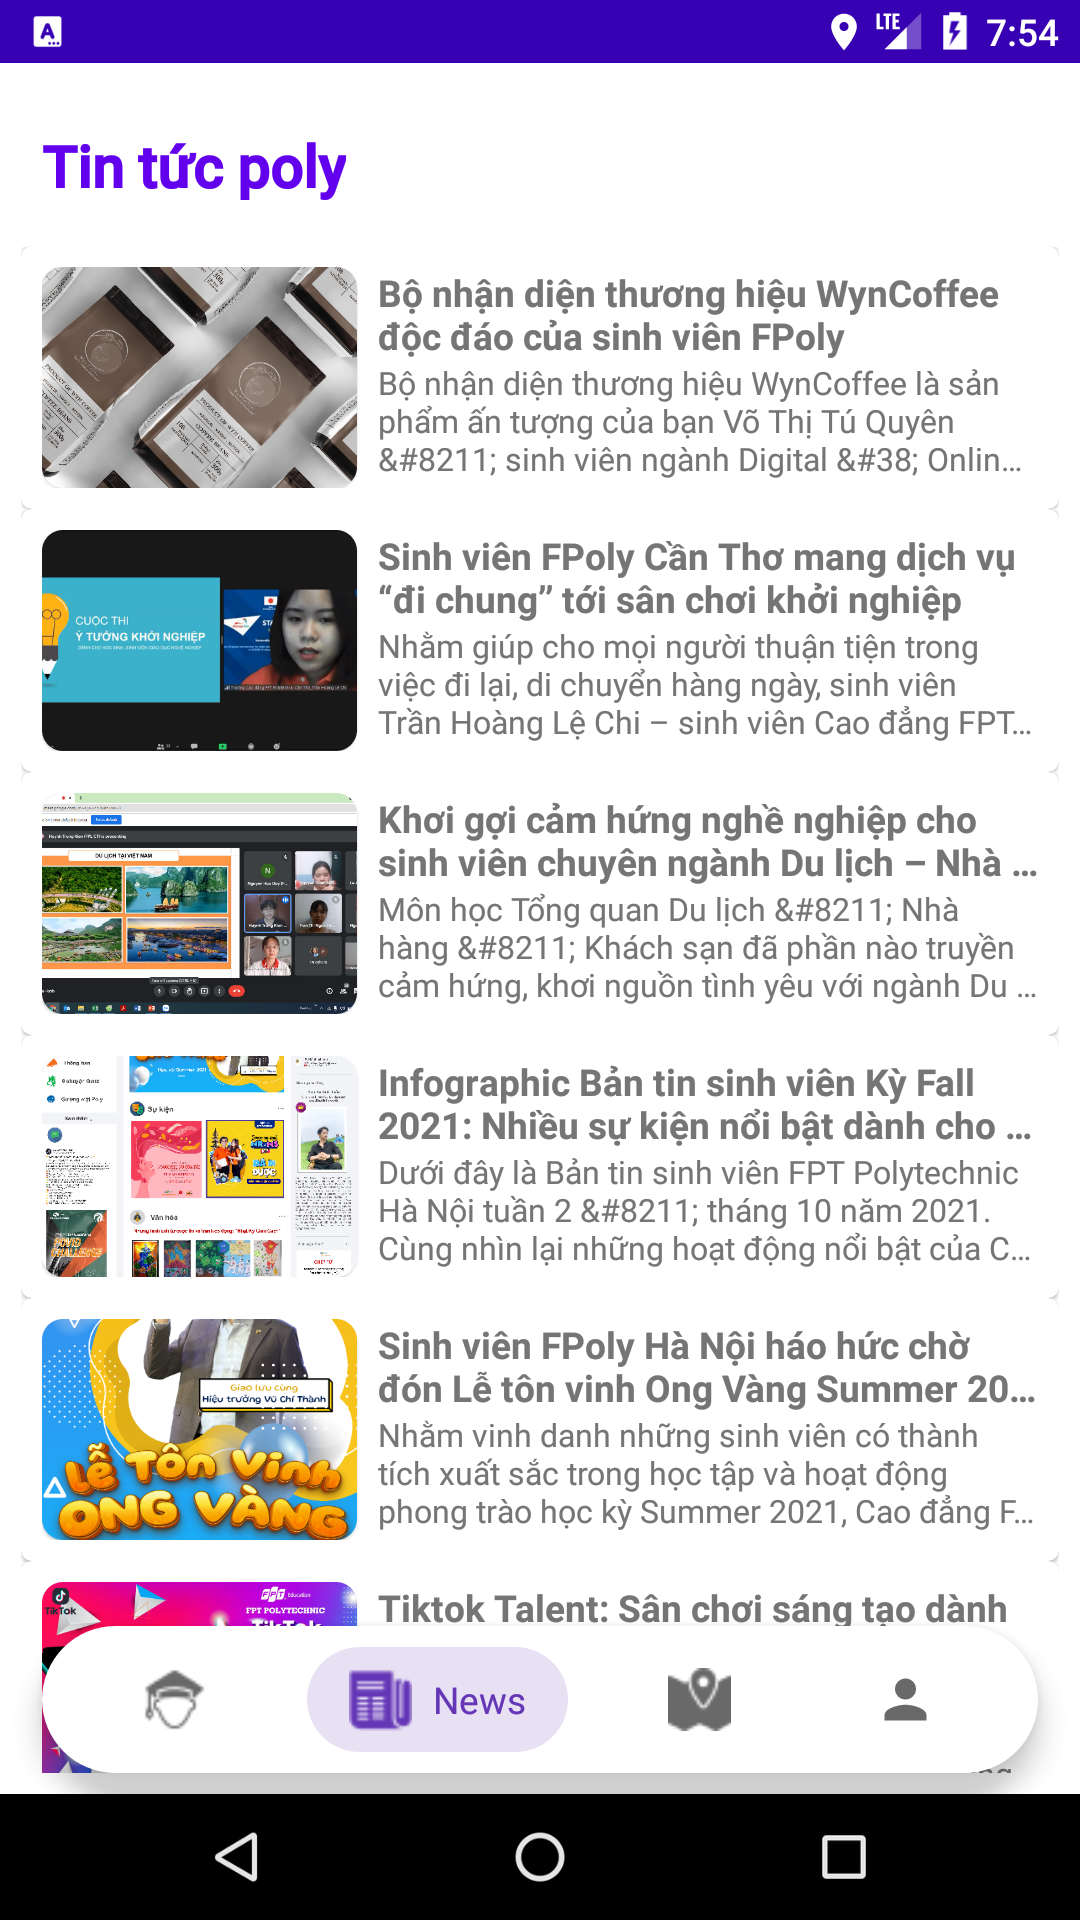 7:54
LTE
Tin tức poly
Bộ nhận diện thương hiệu WynCoffee
độc đáo của sinh viên FPoly
Bộ nhận diện thương hiệu WynCoffee là sản
phẩm ấn tượng của bạn Võ Thị Tú Quyên
&#8211; sinh viên ngành Digital &#38; Onlin...
CUỘC THI
Ý TƯỞNG KHỞI NGHIỆP
Sinh viên FPoly Cần Thơ mang dịch vụ
“đi chung” tới sân chơi khởi nghiệp
Nhằm giúp cho mọi người thuận tiện trong
việc đi lại, di chuyển hàng ngày, sinh viên
Trần Hoàng Lệ Chi – sinh viên Cao đẳng FPT...
DU LỊCH TẠI VIỆT NAM
Khơi gợi cảm hứng nghề nghiệp cho
sinh viên chuyên ngành Du lịch – Nhà ...
Môn học Tổng quan Du lịch &#8211; Nhà
hàng &#8211; Khách sạn đã phần nào truyền
cảm hứng, khơi nguồn tình yêu với ngành Du ...
Sự kiện
Văn hóa
Infographic Bản tin sinh viên Kỳ Fall
2021: Nhiều sự kiện nổi bật dành cho ...
Dưới đây là Bản tin sinh viên FPT Polytechnic
Hà Nội tuần 2 &#8211; tháng 10 năm 2021.
Cùng nhìn lại những hoạt động nổi bật của C...
Giao lưu cùng
Hiệu trưởng Vũ Chí Thành
Lễ Tôn Vinh
ONG VÀNG
Sinh viên FPoly Hà Nội háo hức chờ
đón Lễ tôn vinh Ong Vàng Summer 20...
Nhằm vinh danh những sinh viên có thành
tích xuất sắc trong học tập và hoạt động
phong trào học kỳ Summer 2021, Cao đẳng F...
TikTok
FPT Education
FPT POLYTECHNIC
Tiktok Talent: Sân chơi sáng tạo dành
News